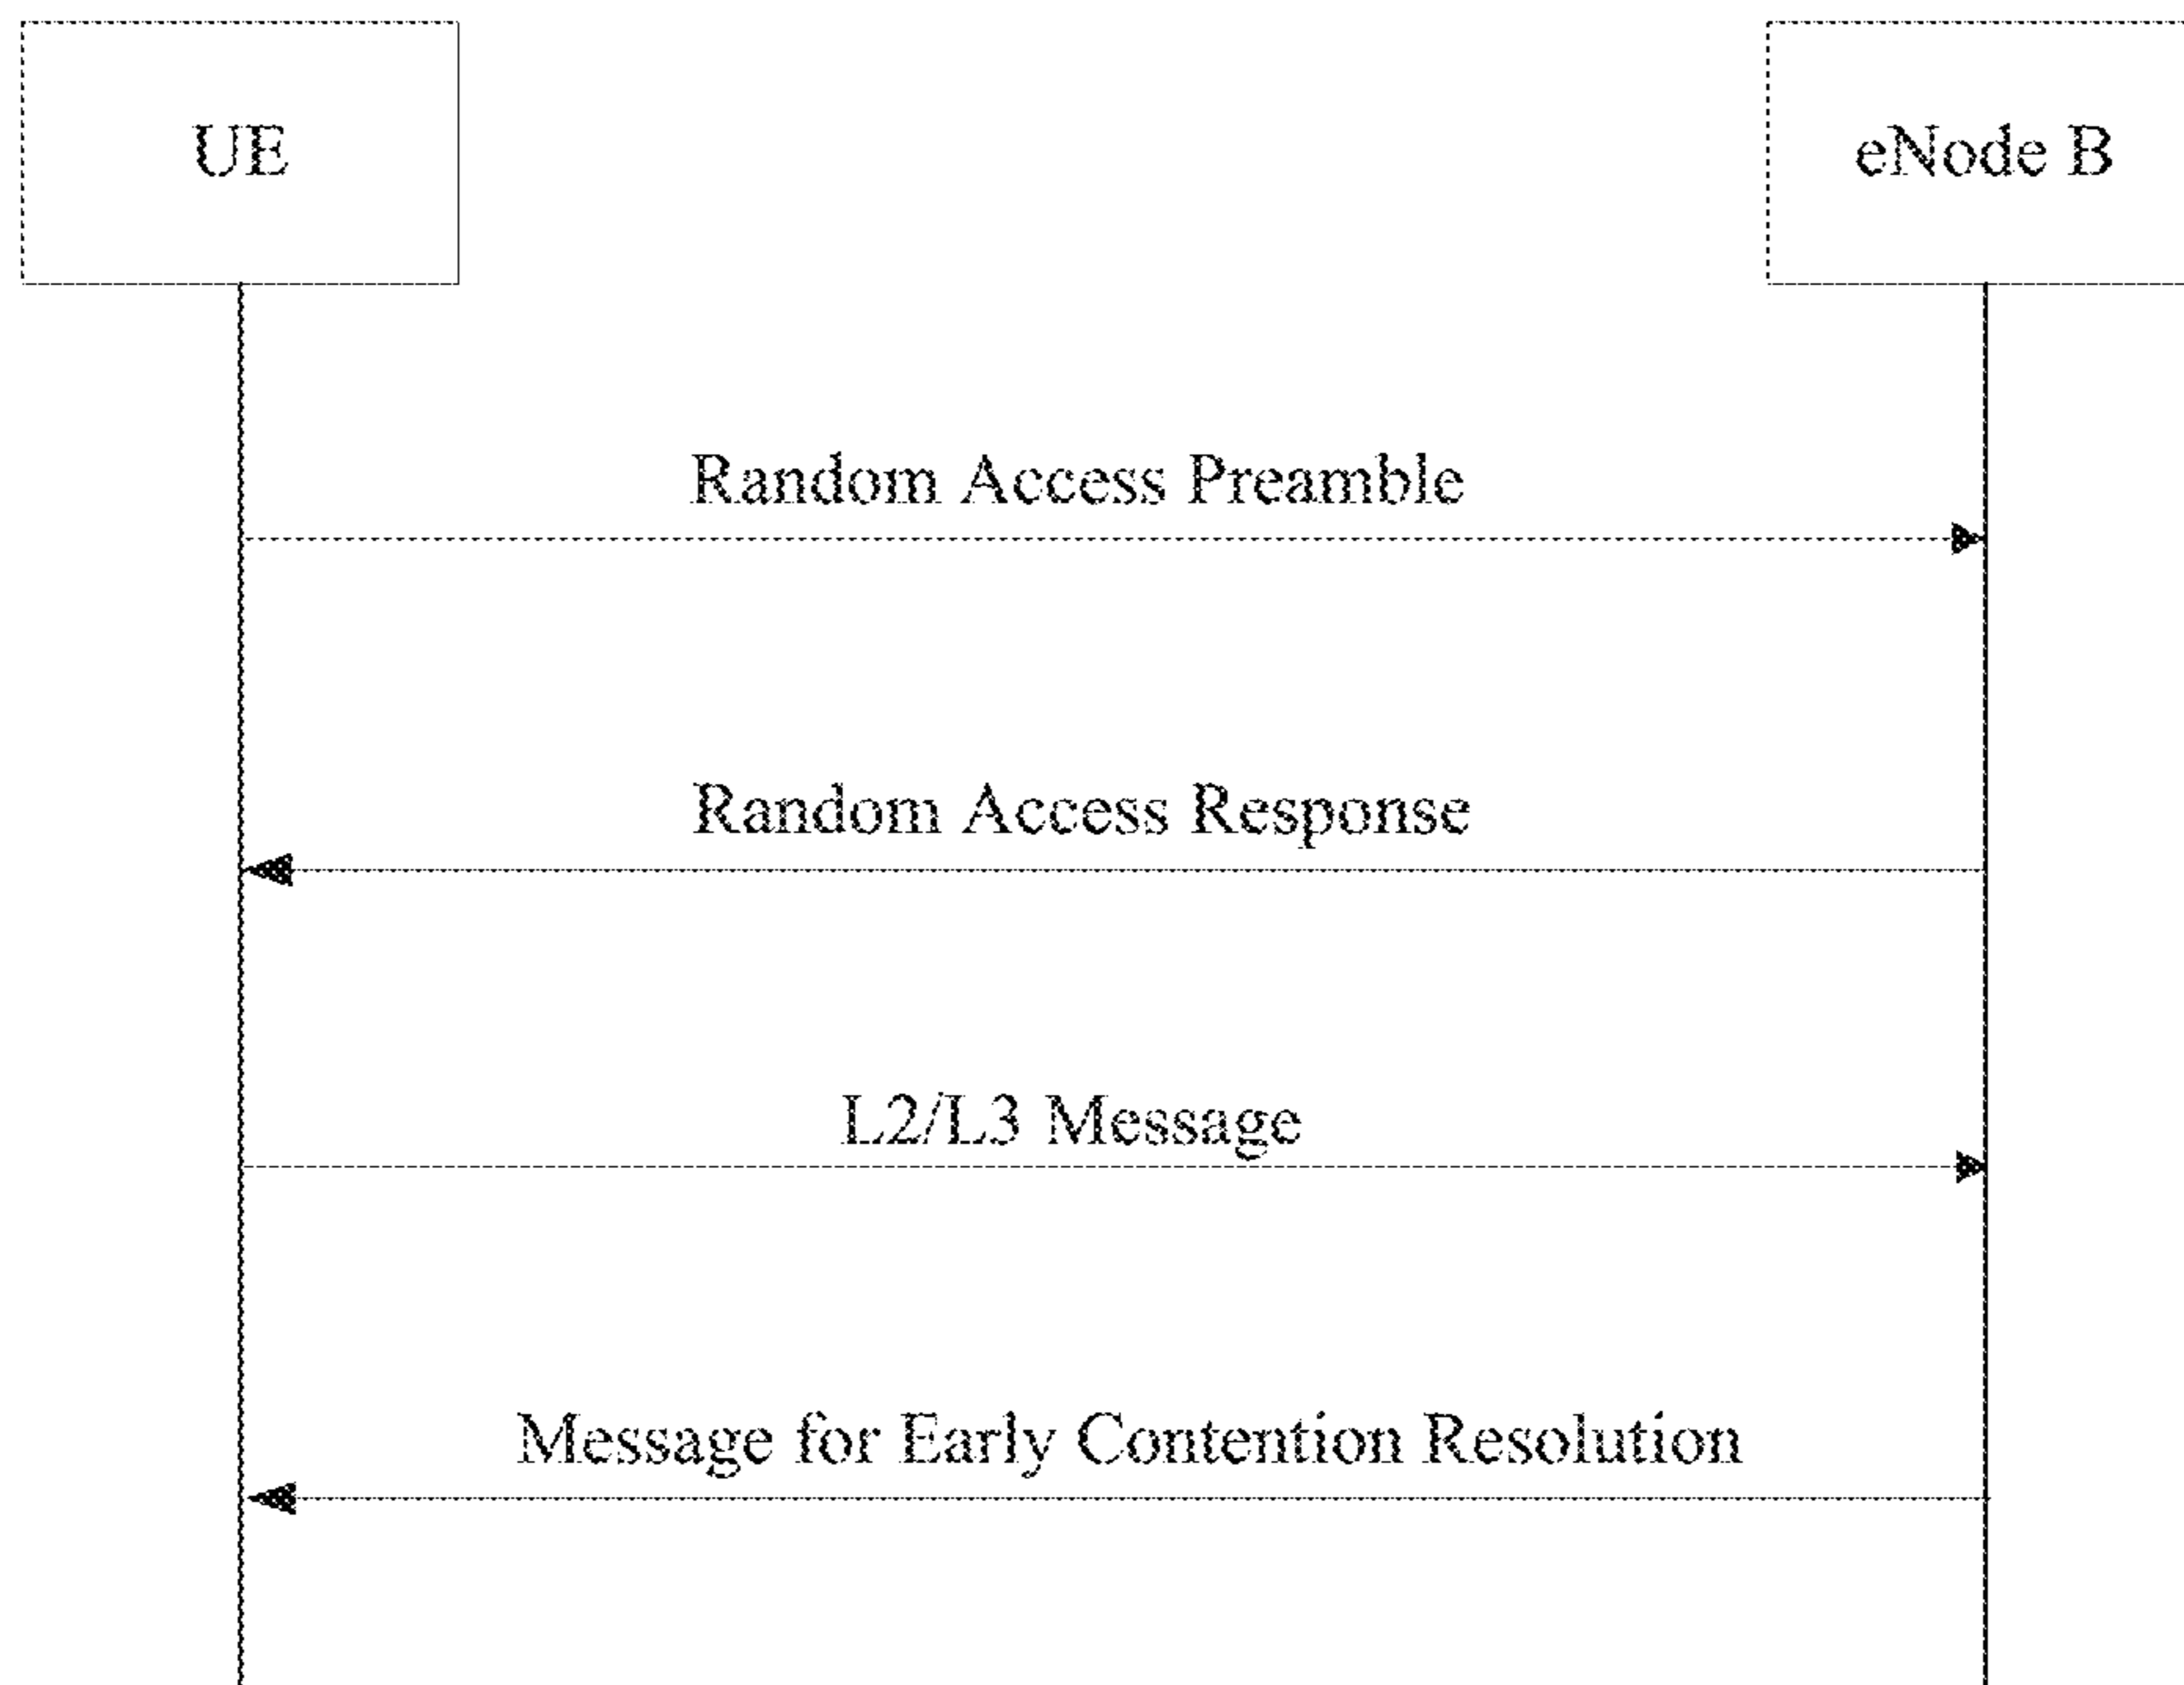 UE
eNode B
Random Access Preamble
Random Access Response
L2/L3 Message
Message for Early Contention Resolution